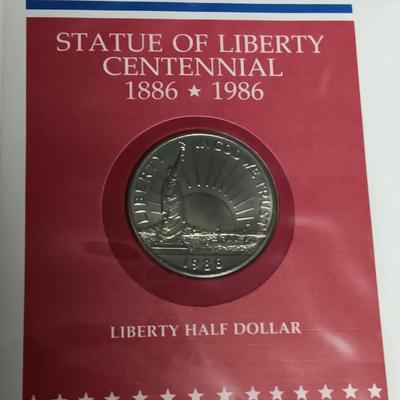 STATUE OF LIBERTY
CENTENNIAL
1886 ★ 1986
LIBERTY IN GOD WE TRUST
1986
LIBERTY HALF DOLLAR